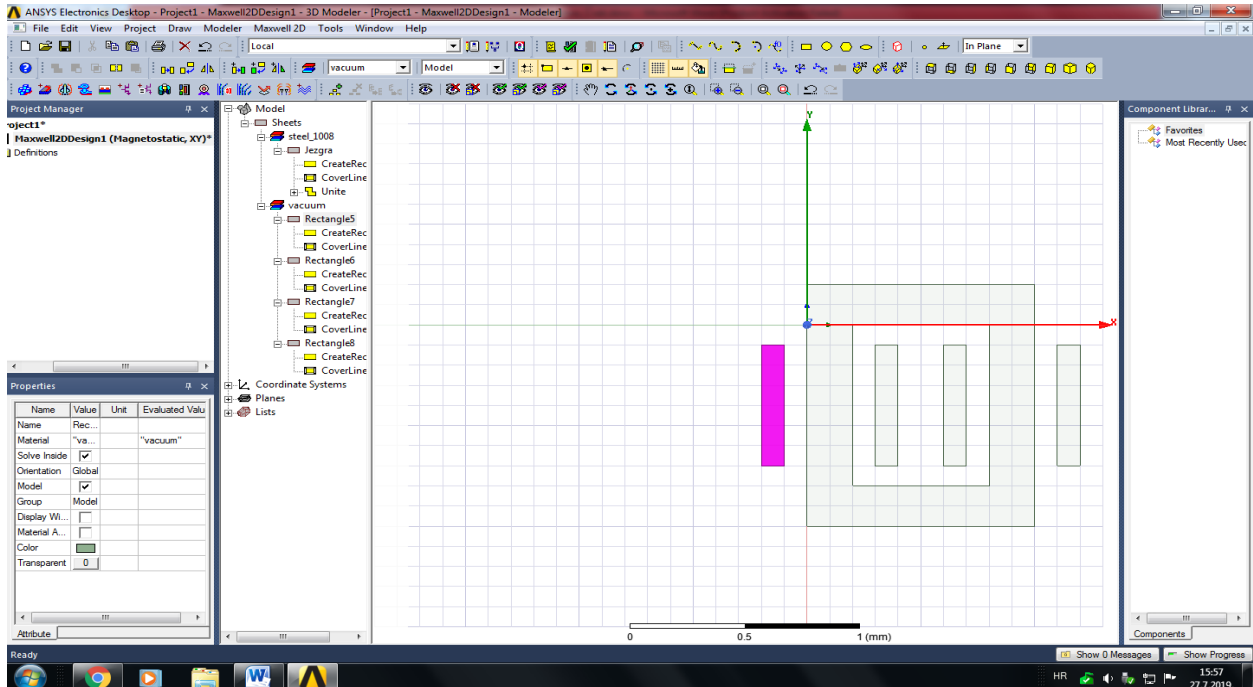 ANSYS Electronics Desktop - Project1 - Maxwell2DDesign1 - 3D Modeler - [Project1 - Maxwell2DDesign1 - Modeler]
File Edit View Project Draw Modeler Maxwell 2D Tools Window Help
Local
In Plane
vacuum
Model
Project Manager
roject1*
Maxwell2DDesign1 (Magnetostatic, XY)*
Definitions
Properties
Name Value Unit Evaluated Valu
Name Rec...
Material "va... "vacuum"
Solve Inside
Orientation Global
Model
Group Model
Display Wi...
Material A...
Color
Transparent 0
Attribute
Model
Sheets
steel_1008
Jezgra
CreateRec
CoverLine
Unite
vacuum
Rectangle5
CreateRec
CoverLine
Rectangle6
CreateRec
CoverLine
Rectangle7
CreateRec
CoverLine
Rectangle8
CreateRec
CoverLine
Coordinate Systems
Planes
Lists
Y
X
0 0.5 1 (mm)
Component Librar...
Favorites
Most Recently Usec
Components
Ready
Show 0 Messages
Show Progress
HR
15:57
27.7.2019